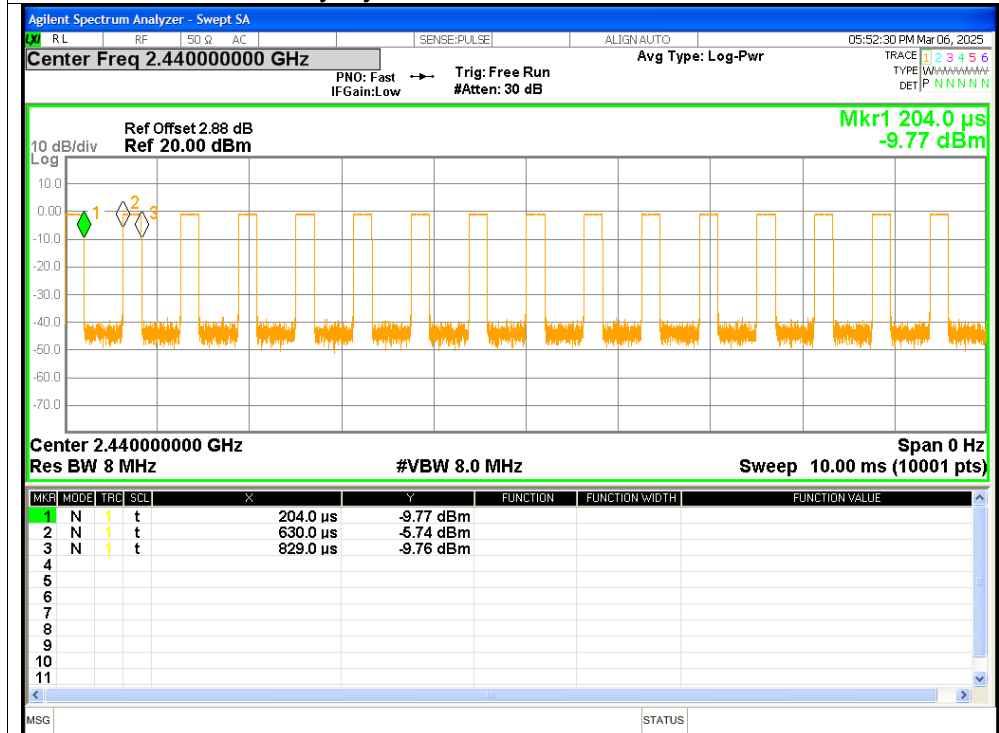 Agilent Spectrum Analyzer - Swept SA
LXI RL RF 50 Ω AC SENSE:PULSE ALIGN AUTO 05:52:30 PM Mar 06, 2025
Center Freq 2.440000000 GHz Avg Type: Log-Pwr TRACE 1 2 3 4 5 6
PNO: Fast Trig: Free Run TYPE
IFGain:Low #Atten: 30 dB DET P N N N N N
Mkr1 204.0 µs
-9.77 dBm
Ref Offset 2.88 dB
10 dB/div Ref 20.00 dBm
Log
10.0
0.00
-10.0
-20.0
-30.0
-40.0
-50.0
-60.0
-70.0
1 2 3
Center 2.440000000 GHz Span 0 Hz
Res BW 8 MHz #VBW 8.0 MHz Sweep 10.00 ms (10001 pts)
MKR MODE TRC SCL X Y FUNCTION FUNCTION WIDTH FUNCTION VALUE
1 N 1 t 204.0 µs -9.77 dBm
2 N 1 t 630.0 µs -5.74 dBm
3 N 1 t 829.0 µs -9.76 dBm
4
5
6
7
8
9
10
11
MSG STATUS